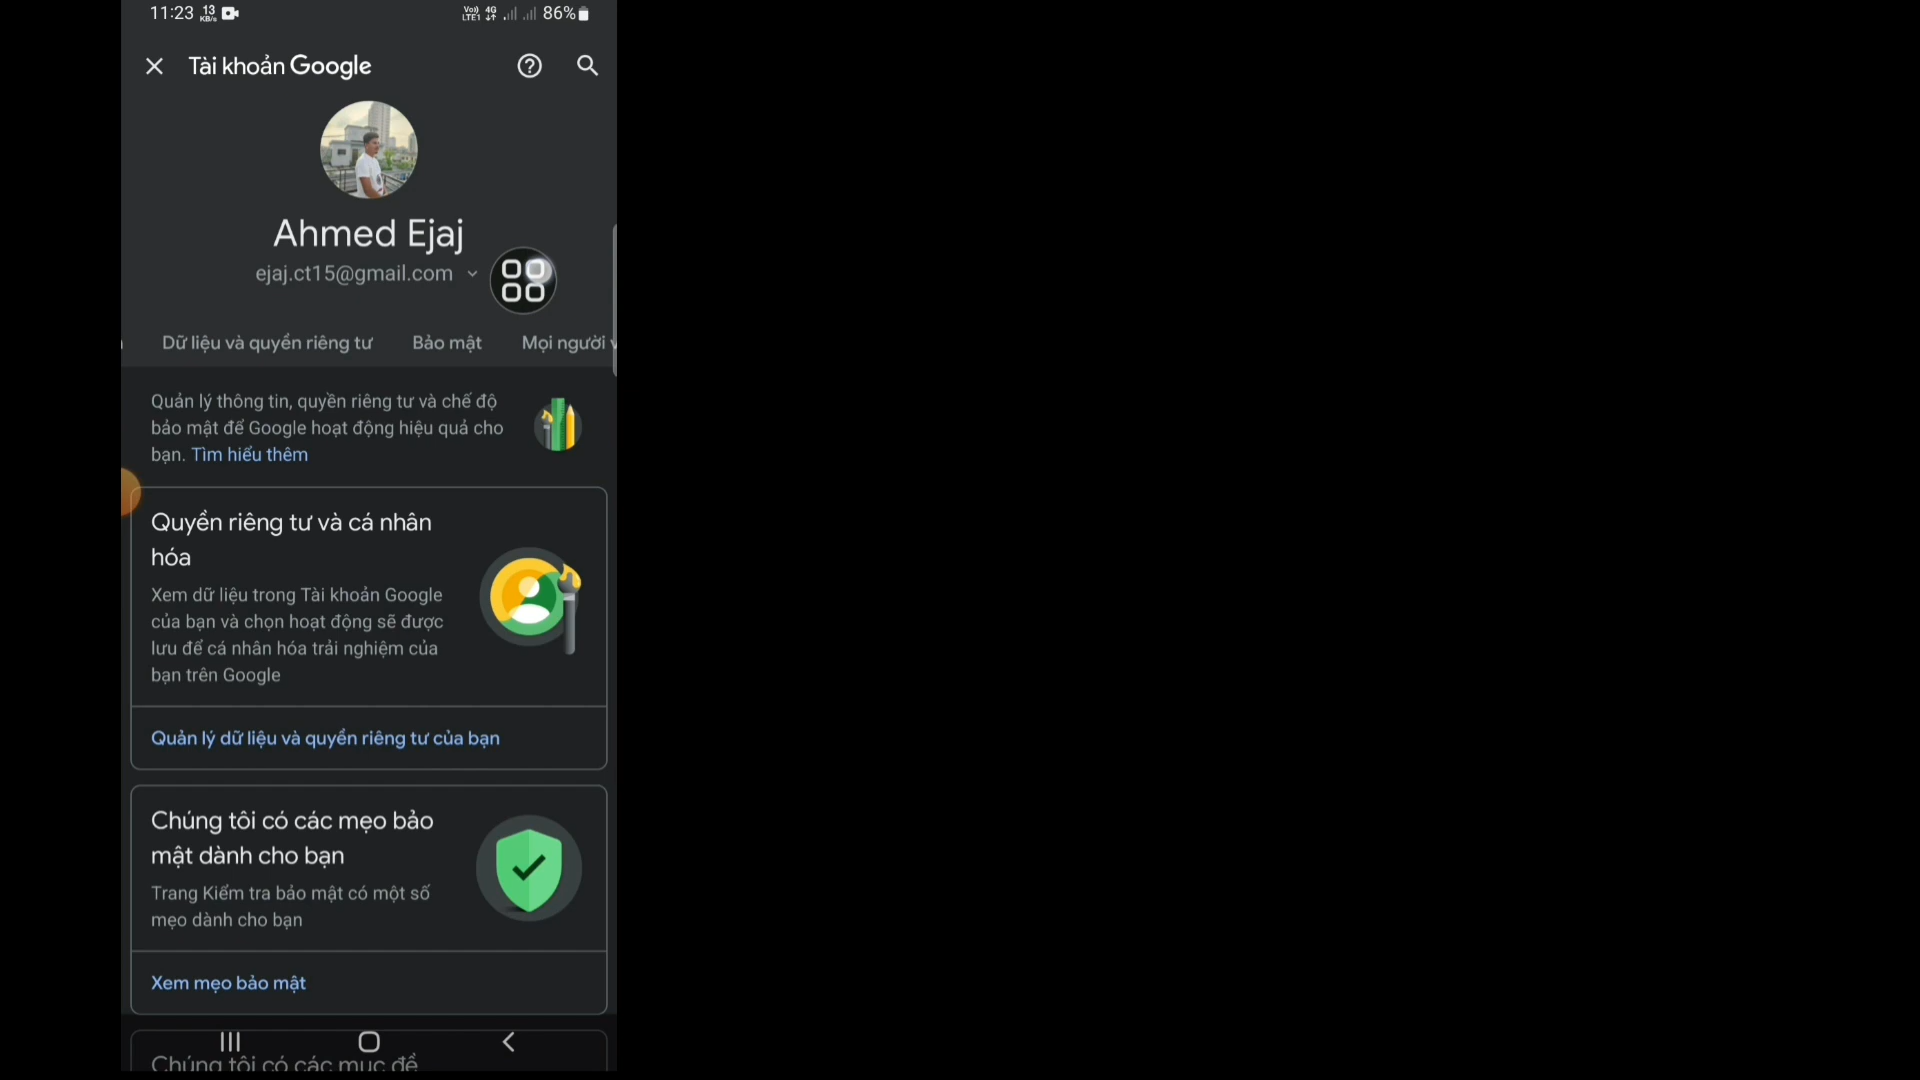 11:23 13 KB/s Vo) LTE1 4G 86%
Tài khoản Google
Ahmed Ejaj
ejaj.ct15@gmail.com
Dữ liệu và quyền riêng tư Bảo mật Mọi người
Quản lý thông tin, quyền riêng tư và chế độ
bảo mật để Google hoạt động hiệu quả cho
bạn. Tìm hiểu thêm
Quyền riêng tư và cá nhân
hóa
Xem dữ liệu trong Tài khoản Google
của bạn và chọn hoạt động sẽ được
lưu để cá nhân hóa trải nghiệm của
bạn trên Google
Quản lý dữ liệu và quyền riêng tư của bạn
Chúng tôi có các mẹo bảo
mật dành cho bạn
Trang Kiểm tra bảo mật có một số
mẹo dành cho bạn
Xem mẹo bảo mật
Chúng tôi có các mục đề